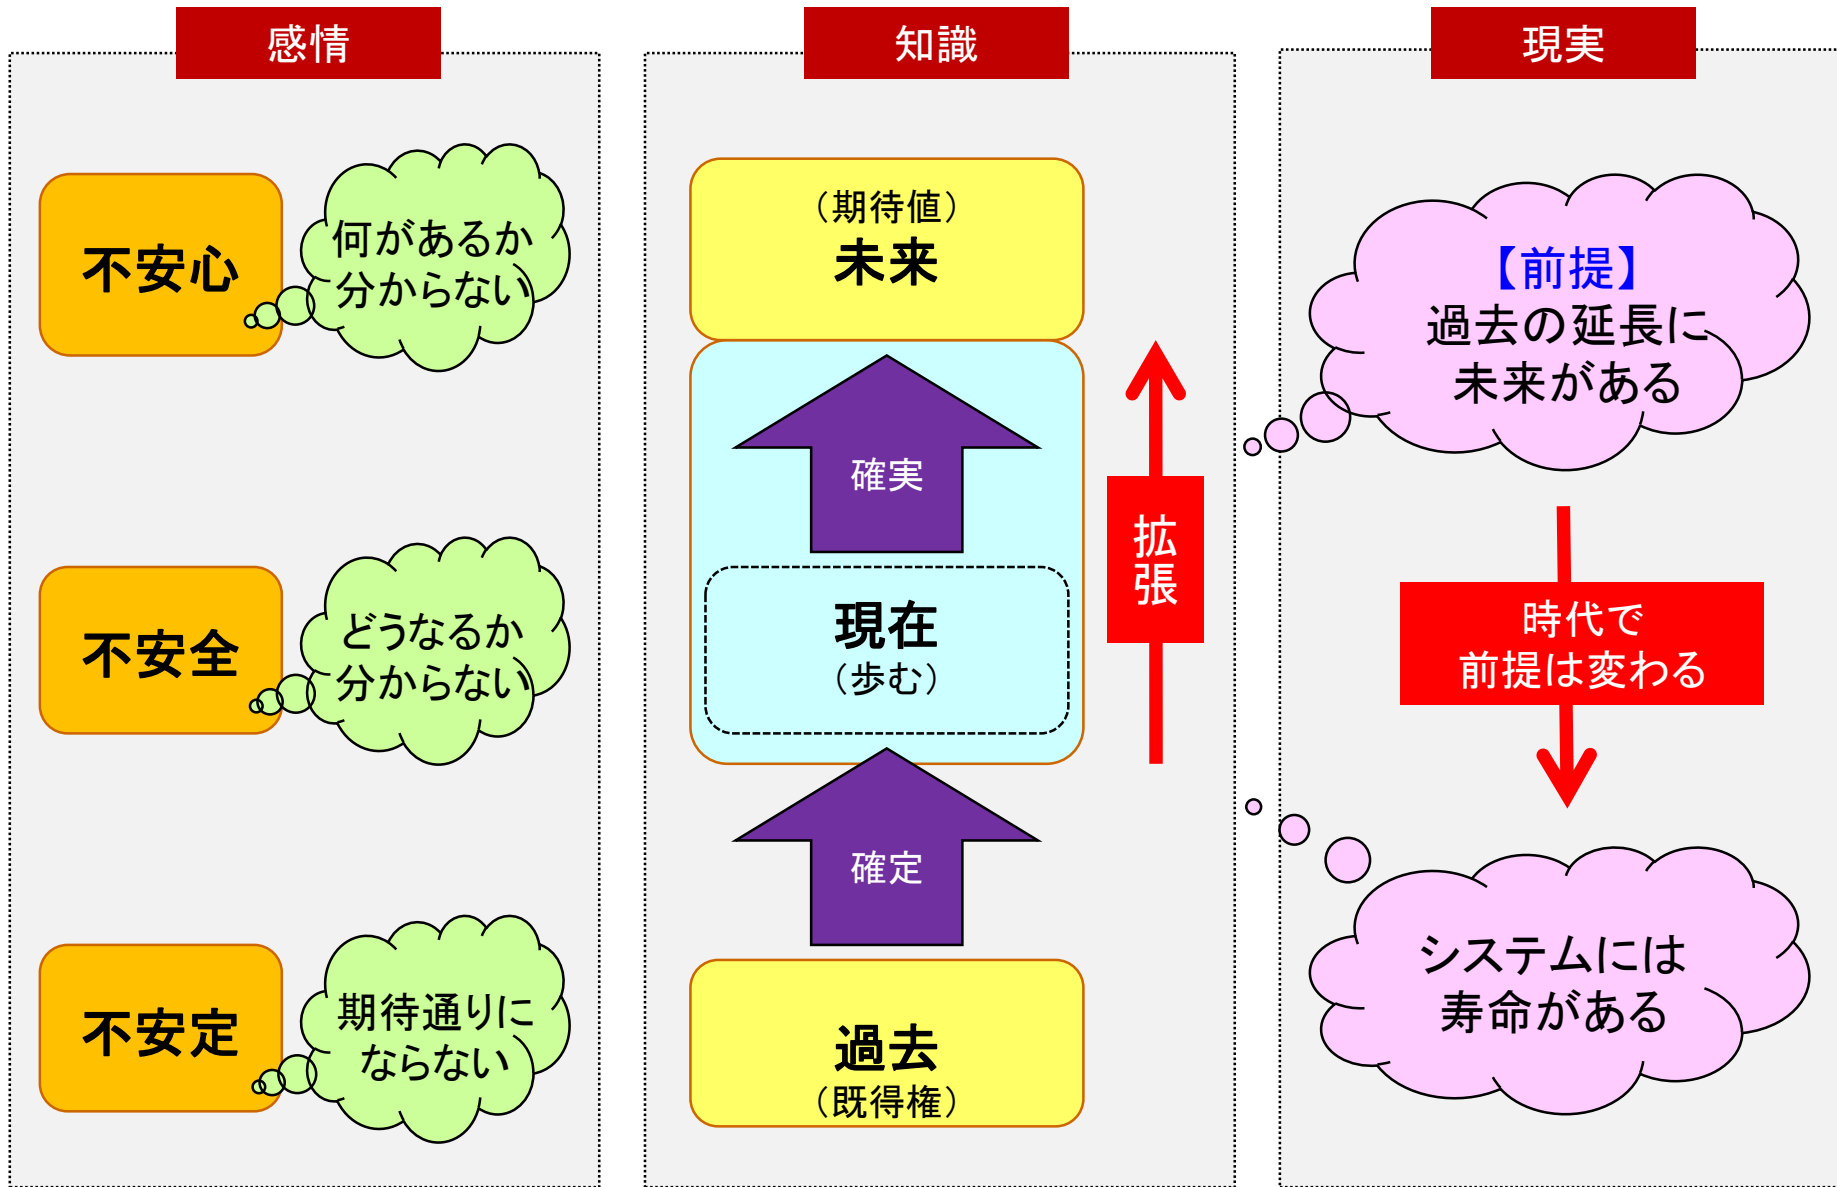 感情
不安心
何があるか
分からない
不安全
どうなるか
分からない
不安定
期待通りに
ならない
知識
（期待値）
未来
確実
現在
（歩む）
拡張
確定
過去
（既得権）
現実
【前提】
過去の延長に
未来がある
時代で
前提は変わる
システムには
寿命がある